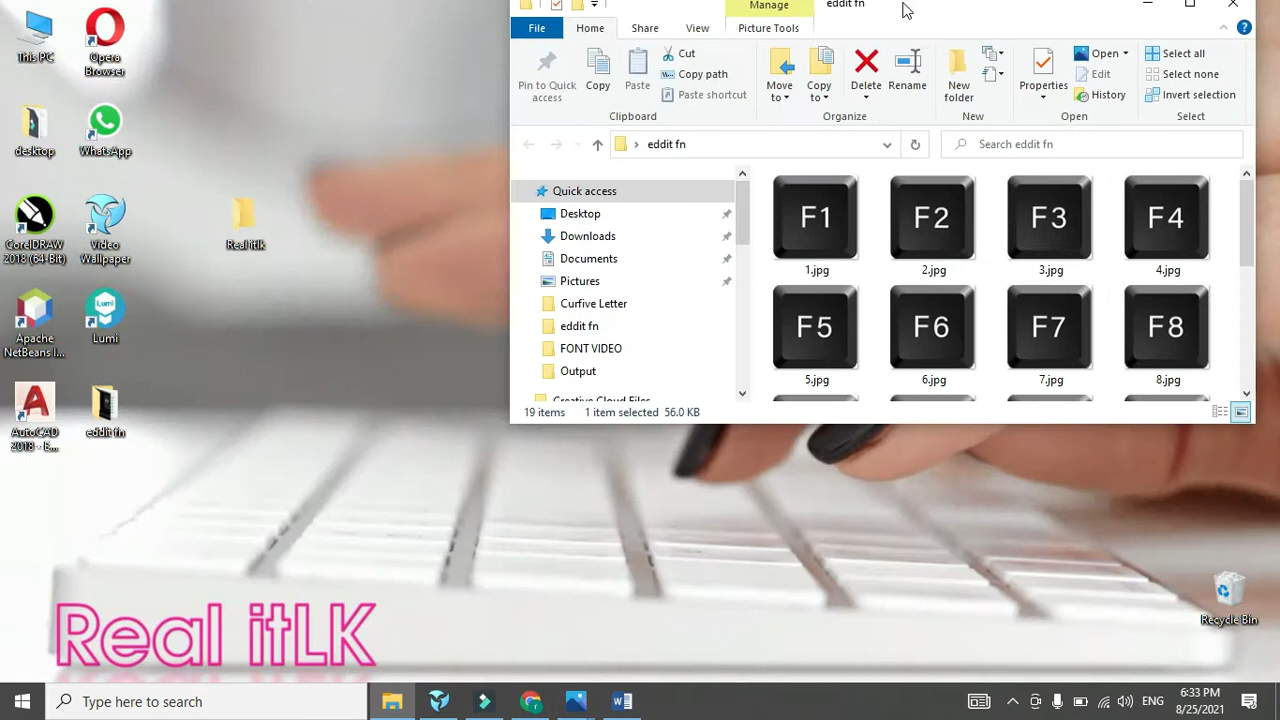 This PC
Opera
Browser
desktop
WhatsApp
CorelDRAW
2018 (64-Bit)
Video
Wallpaper
Real itlk
Apache
NetBeans I...
Lumi
AutoCAD
2018 - E...
eddit fn
Manage
eddit fn
File
Home
Share
View
Picture Tools
Pin to Quick
access
Copy
Paste
Cut
Copy path
Paste shortcut
Clipboard
Move
to
Copy
to
Delete
Rename
Organize
New
folder
New
Properties
Open
Edit
History
Open
Select all
Select none
Invert selection
Select
eddit fn
Search eddit fn
Quick access
Desktop
Downloads
Documents
Pictures
Curfive Letter
eddit fn
FONT VIDEO
Output
Creative Cloud Files
F1 F2 F3 F4
1.jpg 2.jpg 3.jpg 4.jpg
F5 F6 F7 F8
5.jpg 6.jpg 7.jpg 8.jpg
19 items 1 item selected 56.0 KB
Recycle Bin
Real itLK
Type here to search
ENG
6:33 PM
8/25/2021